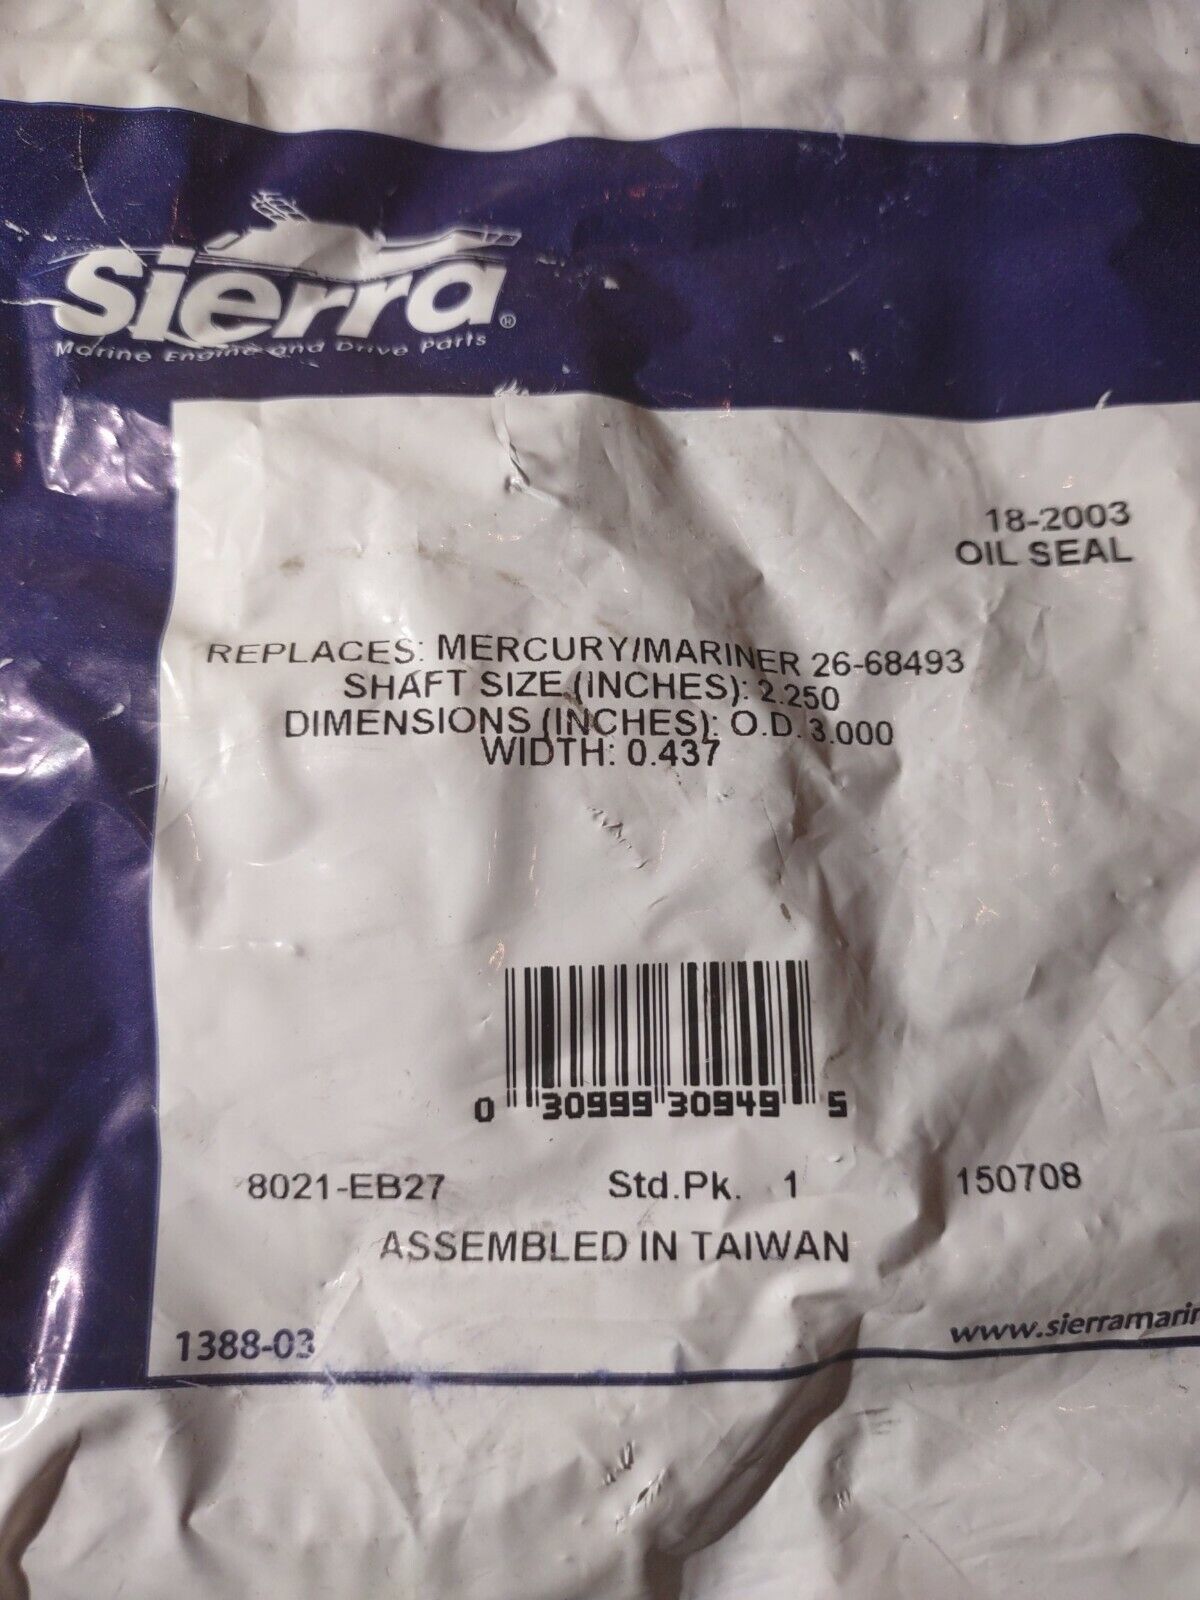 Sierra®
Marine Engine and Drive Parts
18-2003
OIL SEAL
REPLACES: MERCURY/MARINER 26-68493
SHAFT SIZE (INCHES): 2.250
DIMENSIONS (INCHES): O.D. 3.000
WIDTH: 0.437
0 30999 30949 5
8021-EB27 Std.Pk. 1 150708
ASSEMBLED IN TAIWAN
1388-03 www.sierramarin